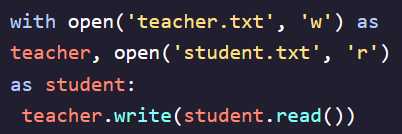 with open('teacher.txt', 'w') as
teacher, open('student.txt', 'r')
as student:
 teacher.write(student.read())